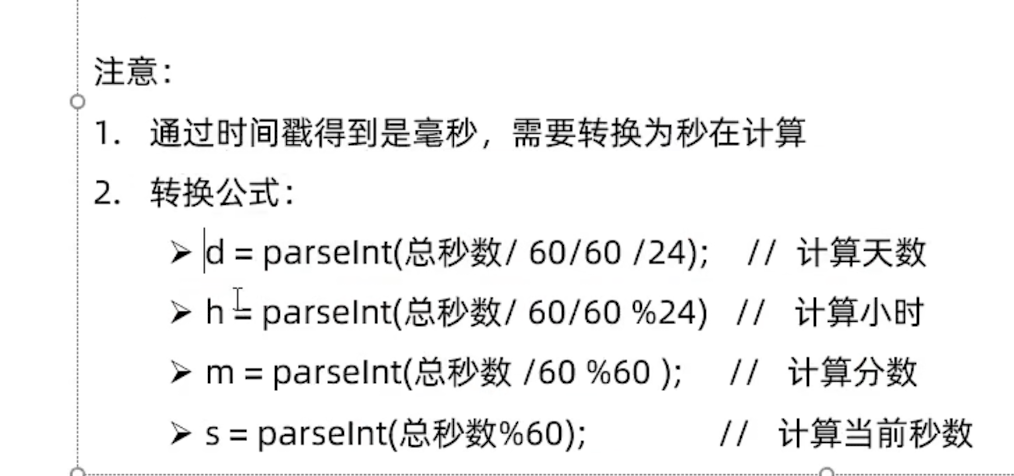 注意：
1. 通过时间戳得到是毫秒，需要转换为秒在计算
2. 转换公式：
➢ d = parseInt(总秒数/ 60/60 /24); // 计算天数
➢ h = parseInt(总秒数/ 60/60 %24) // 计算小时
➢ m = parseInt(总秒数 /60 %60 ); // 计算分数
➢ s = parseInt(总秒数%60); // 计算当前秒数